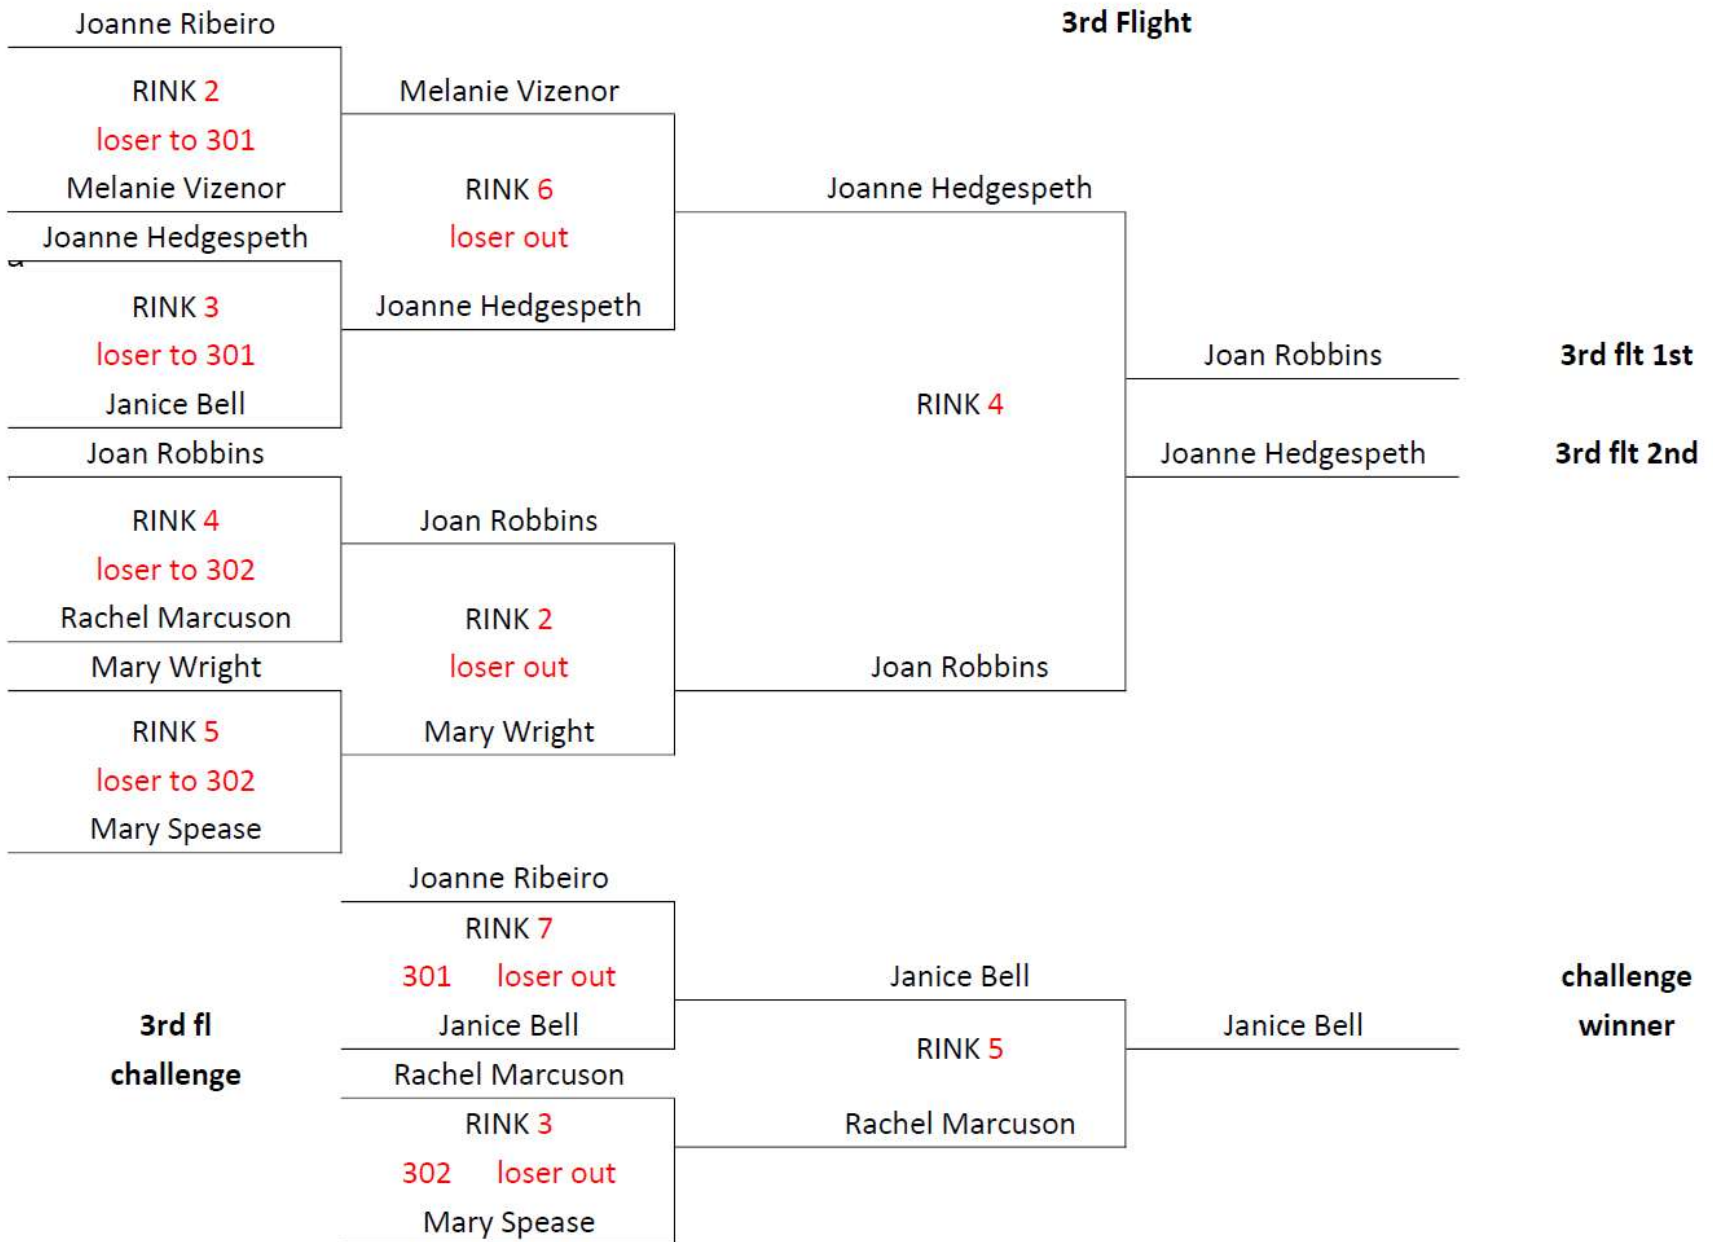 Joanne Ribeiro
3rd Flight
RINK 2
Melanie Vizenor
loser to 301
Melanie Vizenor
RINK 6
Joanne Hedgespeth
Joanne Hedgespeth
loser out
RINK 3
Joanne Hedgespeth
loser to 301
Joan Robbins
3rd flt 1st
Janice Bell
RINK 4
Joan Robbins
Joanne Hedgespeth
3rd flt 2nd
RINK 4
Joan Robbins
loser to 302
Rachel Marcuson
RINK 2
Mary Wright
loser out
Joan Robbins
RINK 5
Mary Wright
loser to 302
Mary Spease
Joanne Ribeiro
RINK 7
301 loser out
Janice Bell
challenge
3rd fl
Janice Bell
Janice Bell
winner
RINK 5
challenge
Rachel Marcuson
RINK 3
Rachel Marcuson
302 loser out
Mary Spease